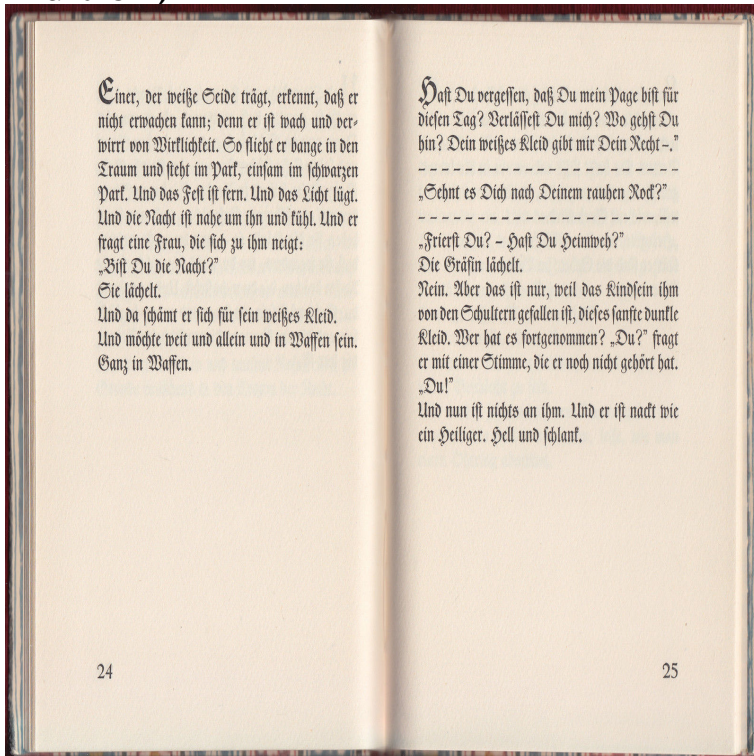 Einer, der weiße Seide trägt, erkennt, daß er
nicht erwachen kann; denn er ist wach und ver-
wirrt von Wirklichkeit. So flieht er bange in den
Traum und steht im Park, einsam im schwarzen
Park. Und das Fest ist fern. Und das Licht lügt.
Und die Nacht ist nahe um ihn und kühl. Und er
fragt eine Frau, die sich zu ihm neigt:
„Bist Du die Nacht?”
Sie lächelt.
Und da schämt er sich für sein weißes Kleid.
Und möchte weit und allein und in Waffen sein.
Ganz in Waffen.
24
Hast Du vergessen, daß Du mein Page bist für
diesen Tag? Verlässest Du mich? Wo gehst Du
hin? Dein weißes Kleid gibt mir Dein Recht–.”
– – – – – – – – – – – – – – – – – – – – – – –
„Sehnt es Dich nach Deinem rauhen Rock?”
– – – – – – – – – – – – – – – – – – – – – – –
„Frierst Du? – Hast Du Heimweh?”
Die Gräfin lächelt.
Nein. Aber das ist nur, weil das Kindsein ihm
von den Schultern gefallen ist, dieses sanfte dunkle
Kleid. Wer hat es fortgenommen? „Du?” fragt
er mit einer Stimme, die er noch nicht gehört hat.
„Du!”
Und nun ist nichts an ihm. Und er ist nackt wie
ein Heiliger. Hell und schlank.
25